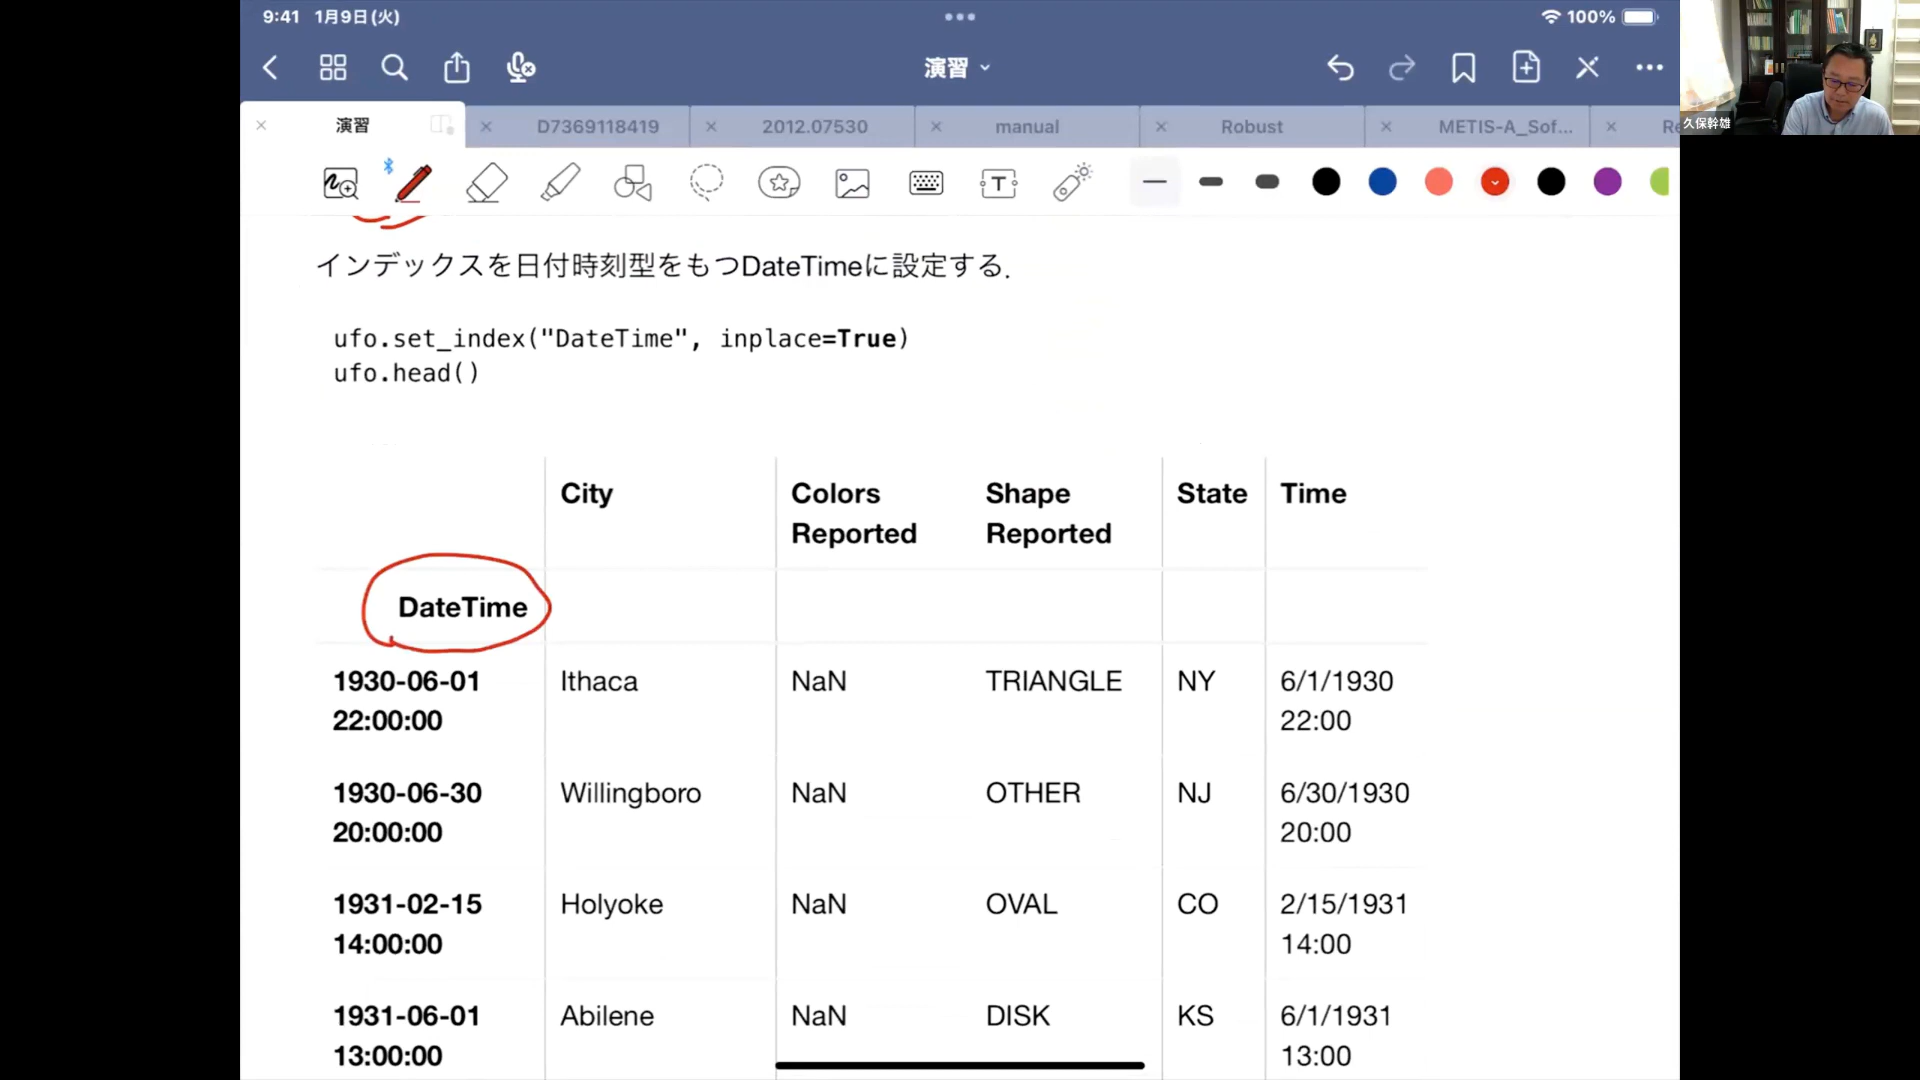 9:41 1月9日(火)
100%
演習
演習
D7369118419
2012.07530
manual
Robust
METIS-A_Sof...
久保幹雄
インデックスを日付時刻型をもつDateTimeに設定する.
ufo.set_index("DateTime", inplace=True)
ufo.head()
City Colors Reported Shape Reported State Time
DateTime
1930-06-01 22:00:00 Ithaca NaN TRIANGLE NY 6/1/1930 22:00
1930-06-30 20:00:00 Willingboro NaN OTHER NJ 6/30/1930 20:00
1931-02-15 14:00:00 Holyoke NaN OVAL CO 2/15/1931 14:00
1931-06-01 13:00:00 Abilene NaN DISK KS 6/1/1931 13:00